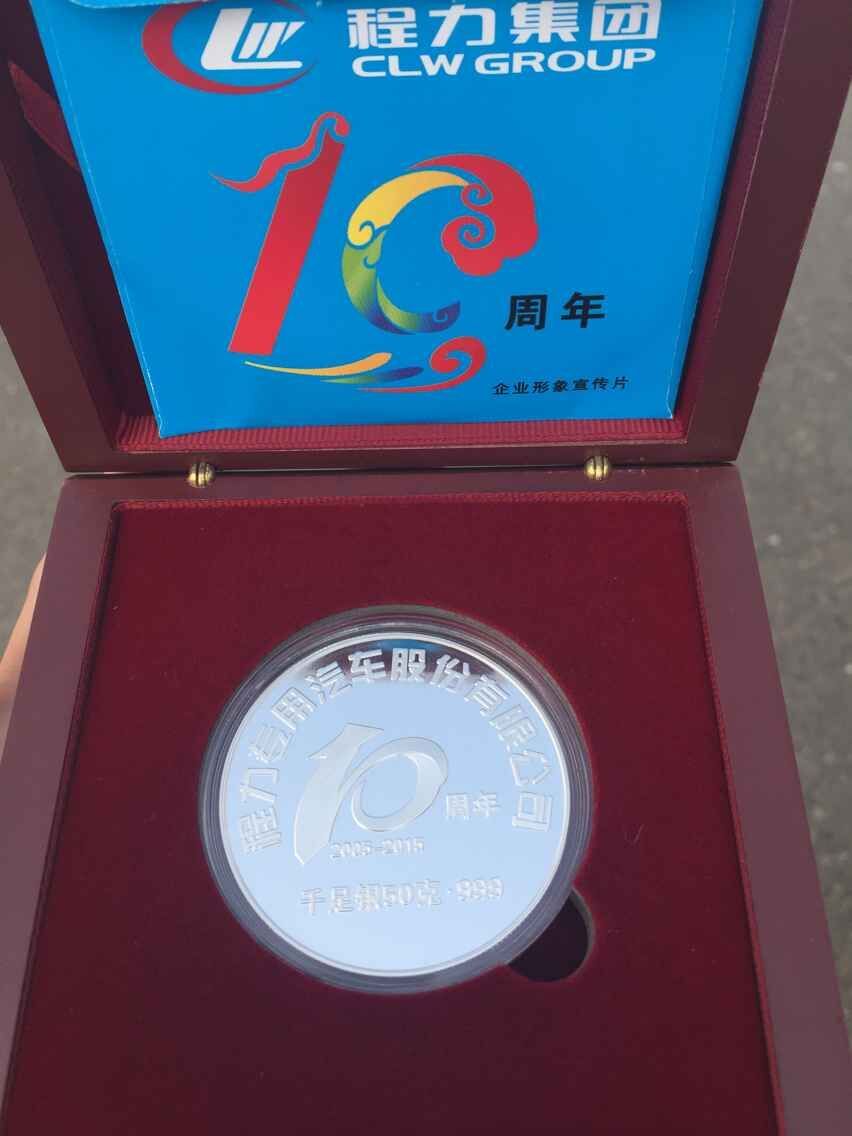 程力集团
CLW GROUP
10
周年
企业形象宣传片
程力专用汽车股份有限公司
10
周年
2005-2015
千足银50克·999